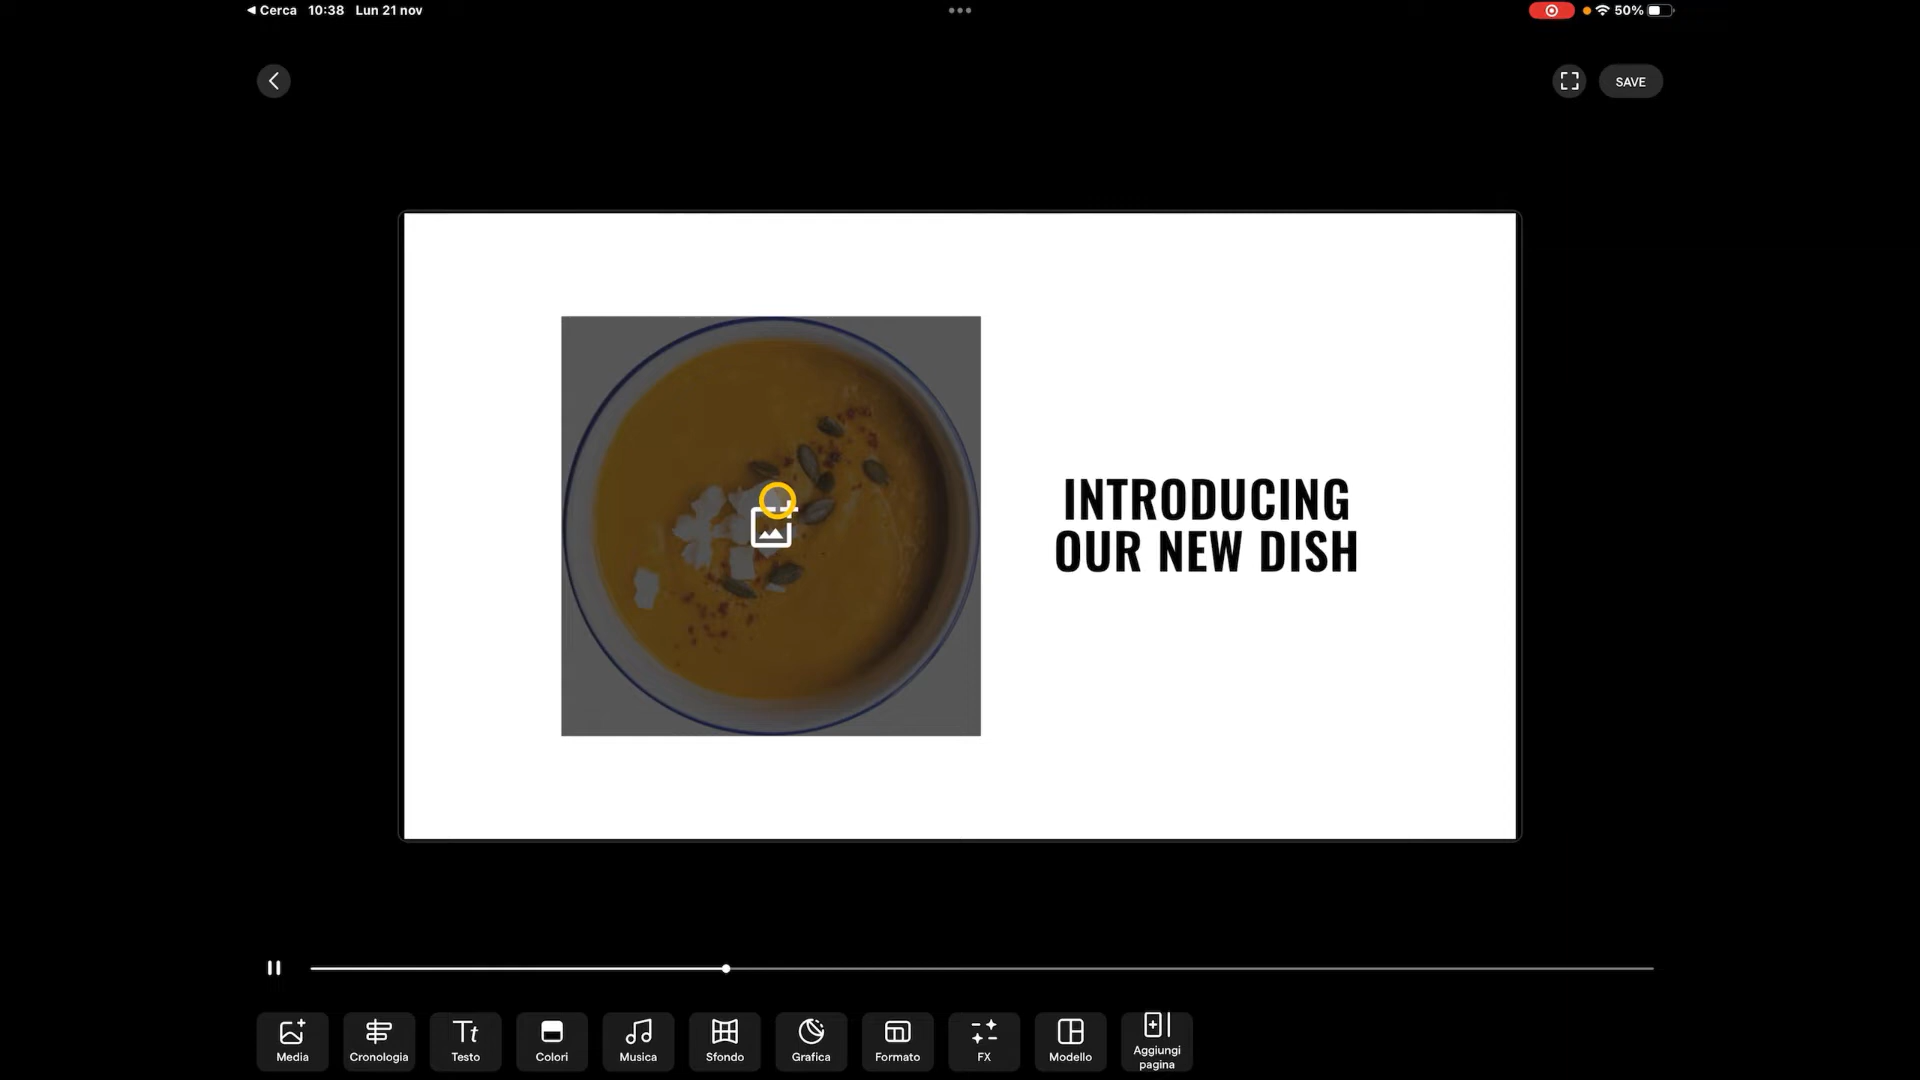 ◀ Cerca 10:38 Lun 21 nov
50%
SAVE
INTRODUCING
OUR NEW DISH
Media
Cronologia
Testo
Colori
Musica
Sfondo
Grafica
Formato
FX
Modello
Aggiungi
pagina